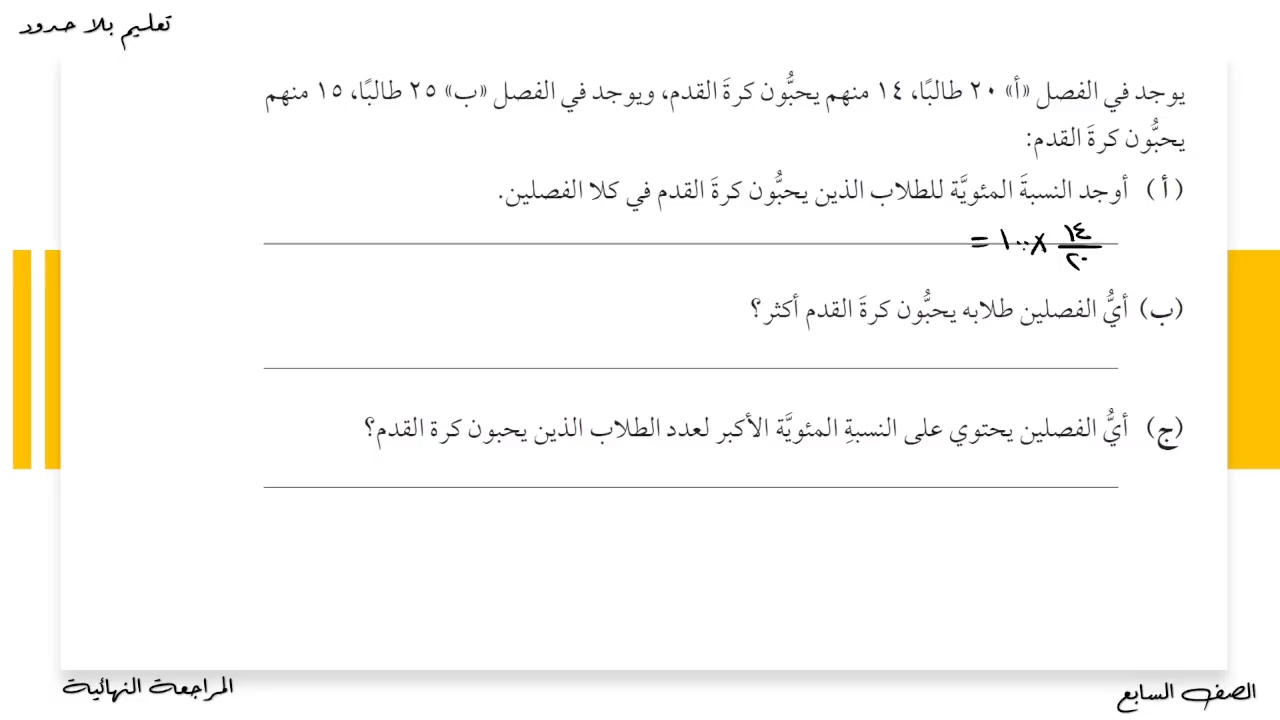 تعليم بلا حدود
يوجد في الفصل «أ» ٢٠ طالبًا، ١٤ منهم يحبُّون كرةَ القدم، ويوجد في الفصل «ب» ٢٥ طالبًا، ١٥ منهم
يحبُّون كرةَ القدم:
(أ) أوجد النسبةَ المئويَّة للطلاب الذين يحبُّون كرةَ القدم في كلا الفصلين.
١٤/٢٠ × ١٠٠ =
(ب) أيُّ الفصلين طلابه يحبُّون كرةَ القدم أكثر؟
(ج) أيُّ الفصلين يحتوي على النسبةِ المئويَّة الأكبر لعدد الطلاب الذين يحبون كرة القدم؟
الصف السابع
المراجعة النهائية